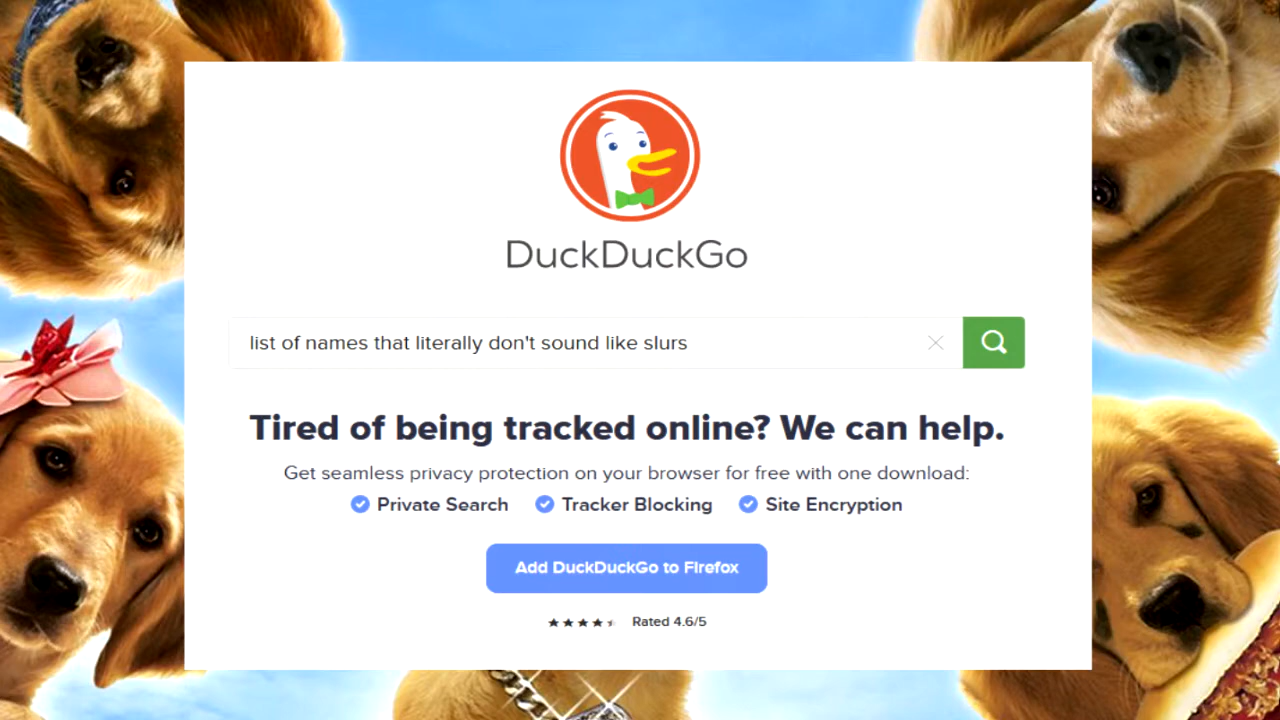 DuckDuckGo
list of names that literally don't sound like slurs
Tired of being tracked online? We can help.
Get seamless privacy protection on your browser for free with one download:
Private Search Tracker Blocking Site Encryption
Add DuckDuckGo to Firefox
Rated 4.6/5